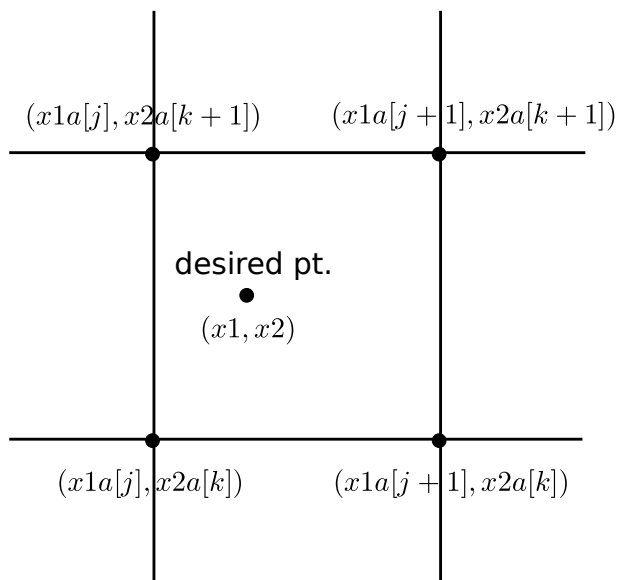 (x1a[j], x2a[k + 1])
(x1a[j + 1], x2a[k + 1])
desired pt.
(x1, x2)
(x1a[j], x2a[k])
(x1a[j + 1], x2a[k])